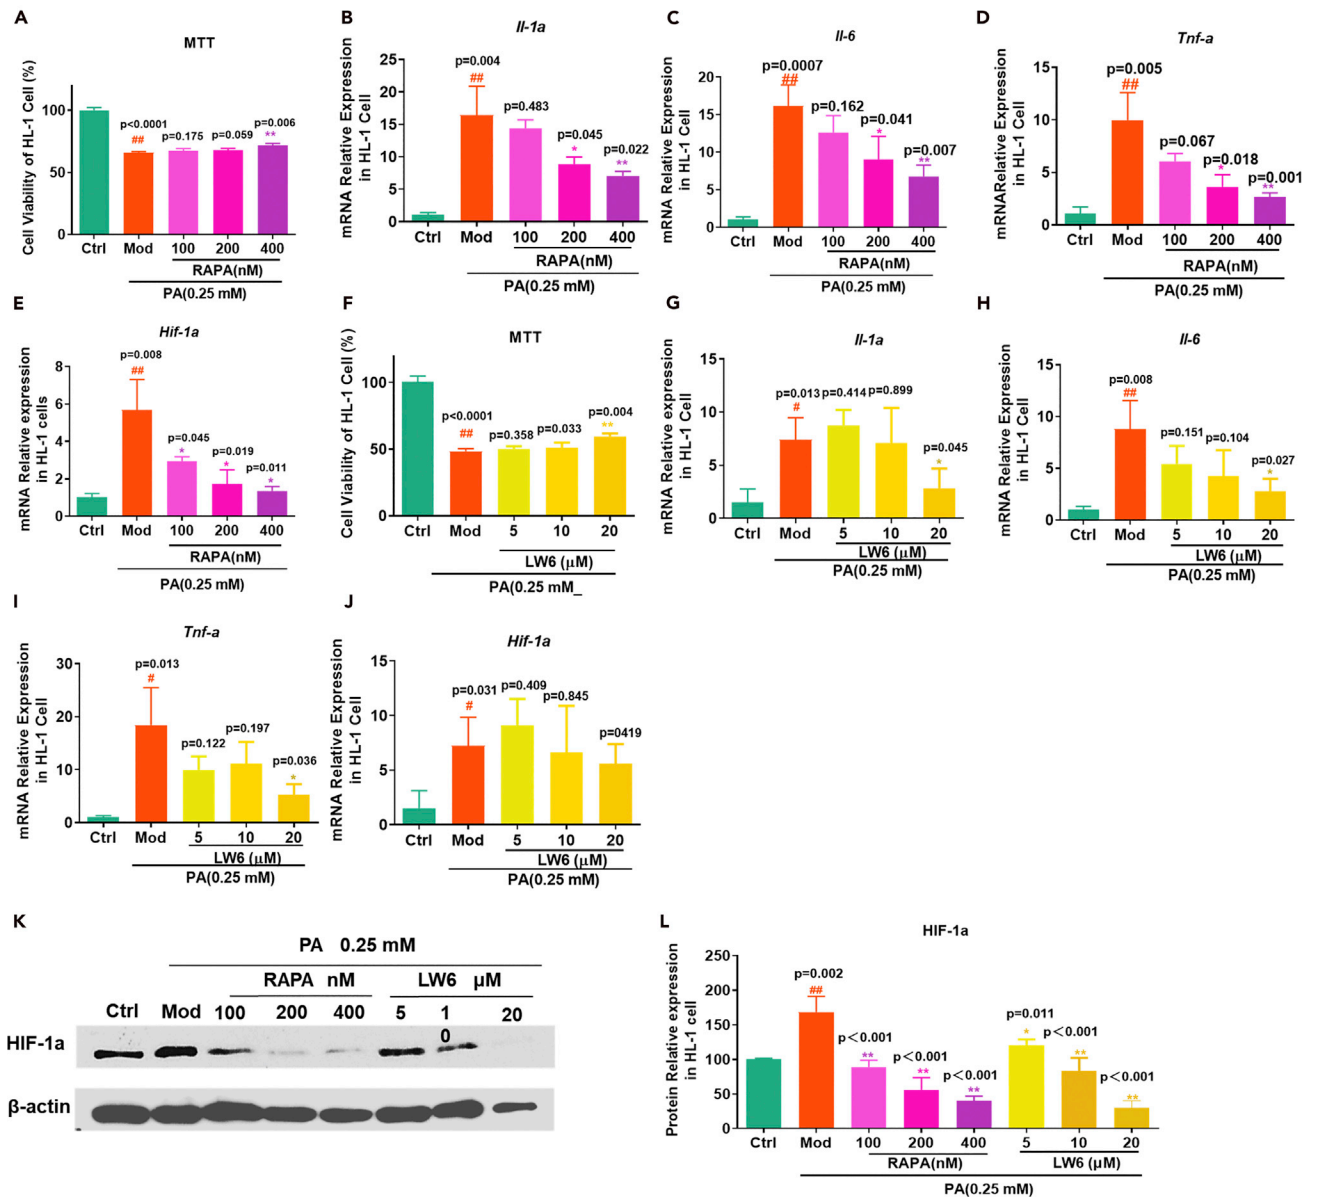 A
MTT
Cell Viability of HL-1 Cell (%)
100
50
0
p<0.0001
##
p=0.175
p=0.059
p=0.006
**
Ctrl Mod 100 200 400
RAPA(nM)
PA(0.25 mM)
B
Il-1a
mRNA Relative Expression
in HL-1 Cell
25
20
15
10
5
0
p=0.004
##
p=0.483
p=0.045
*
p=0.022
**
Ctrl Mod 100 200 400
RAPA(nM)
PA(0.25 mM)
C
Il-6
mRNA Relative Expression
in HL-1 Cell
20
15
10
5
0
p=0.0007
##
p=0.162
p=0.041
*
p=0.007
**
Ctrl Mod 100 200 400
RAPA(nM)
PA(0.25 mM)
D
Tnf-a
mRNARelative Expression
in HL-1 Cell
15
10
5
0
p=0.005
##
p=0.067
p=0.018
*
p=0.001
**
Ctrl Mod 100 200 400
RAPA(nM)
PA(0.25 mM)
E
Hif-1a
mRNA Relative expression
in HL-1 cells
8
6
4
2
0
p=0.008
##
p=0.045
*
p=0.019
*
p=0.011
*
Ctrl Mod 100 200 400
RAPA(nM)
PA(0.25 mM)
F
MTT
Cell Viability of HL-1 Cell (%)
100
50
0
p<0.0001
##
p=0.358
p=0.033
p=0.004
**
Ctrl Mod 5 10 20
LW6 (μM)
PA(0.25 mM_
G
Il-1a
mRNA Relative expression
in HL-1 Cell
15
10
5
0
p=0.013
#
p=0.414
p=0.899
p=0.045
*
Ctrl Mod 5 10 20
LW6 (μM)
PA(0.25 mM)
H
Il-6
mRNA Relative Expression
in HL-1 Cell
15
10
5
0
p=0.008
##
p=0.151
p=0.104
p=0.027
*
Ctrl Mod 5 10 20
LW6 (μM)
PA(0.25 mM)
I
Tnf-a
mRNA Relative Expression
in HL-1 Cell
30
20
10
0
p=0.013
#
p=0.122
p=0.197
p=0.036
*
Ctrl Mod 5 10 20
LW6 (μM)
PA(0.25 mM)
J
Hif-1a
mRNA Relative Expression
in HL-1 Cell
15
10
5
0
p=0.031
#
p=0.409
p=0.845
p=0419
Ctrl Mod 5 10 20
LW6 (μM)
PA(0.25 mM)
K
PA 0.25 mM
RAPA nM LW6 μM
Ctrl Mod 100 200 400 5 1 20
0
HIF-1a
β-actin
L
HIF-1a
Protein Relative expression
in HL-1 cell
250
200
150
100
50
0
p=0.002
##
p<0.001
**
p<0.001
**
p<0.001
**
p=0.011
*
p<0.001
**
p<0.001
**
Ctrl Mod 100 200 400 5 10 20
RAPA(nM) LW6 (μM)
PA(0.25 mM)